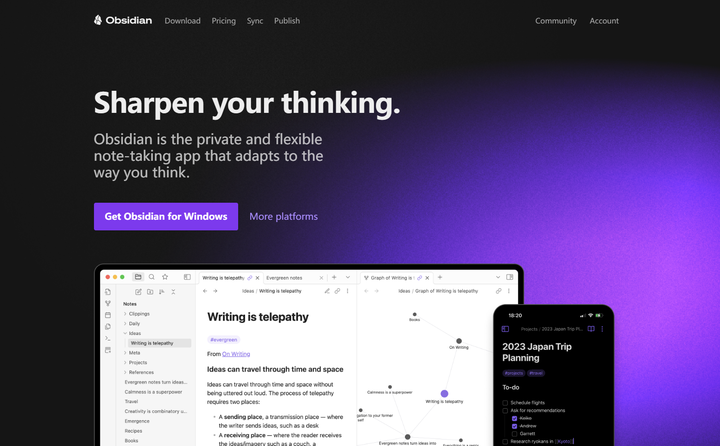 Obsidian
Download
Pricing
Sync
Publish
Community
Account
Sharpen your thinking.
Obsidian is the private and flexible
note-taking app that adapts to the
way you think.
Get Obsidian for Windows
More platforms
Writing is telepathy
Evergreen notes
Graph of Writing is t
Notes
Clippings
Daily
Ideas
Writing is telepathy
Meta
Projects
References
Evergreen notes turn ideas...
Calmness is a superpower
Travel
Creativity is combinatory u...
Recipes
Books
Ideas / Writing is telepathy
Writing is telepathy
#evergreen
From On Writing
Ideas can travel through time and space
Ideas can travel through time and space without
being uttered out loud. The process of telepathy
requires two places:
• A sending place, a transmission place — where
the writer sends ideas, such as a desk
• A receiving place — where the reader receives
the ideas/imagery such as a couch, a
Ideas / Graph of Writing is telepathy
Books
On Writing
Calmness is a superpower
Writing is telepathy
Evergreen notes turn ideas into
18:20
Projects / 2023 Japan Trip Pl...
2023 Japan Trip
Planning
#projects
#travel
To-do
Schedule flights
Ask for recommendations
Keiko
Andrew
Garrett
Research ryokans in [[Kyoto]]